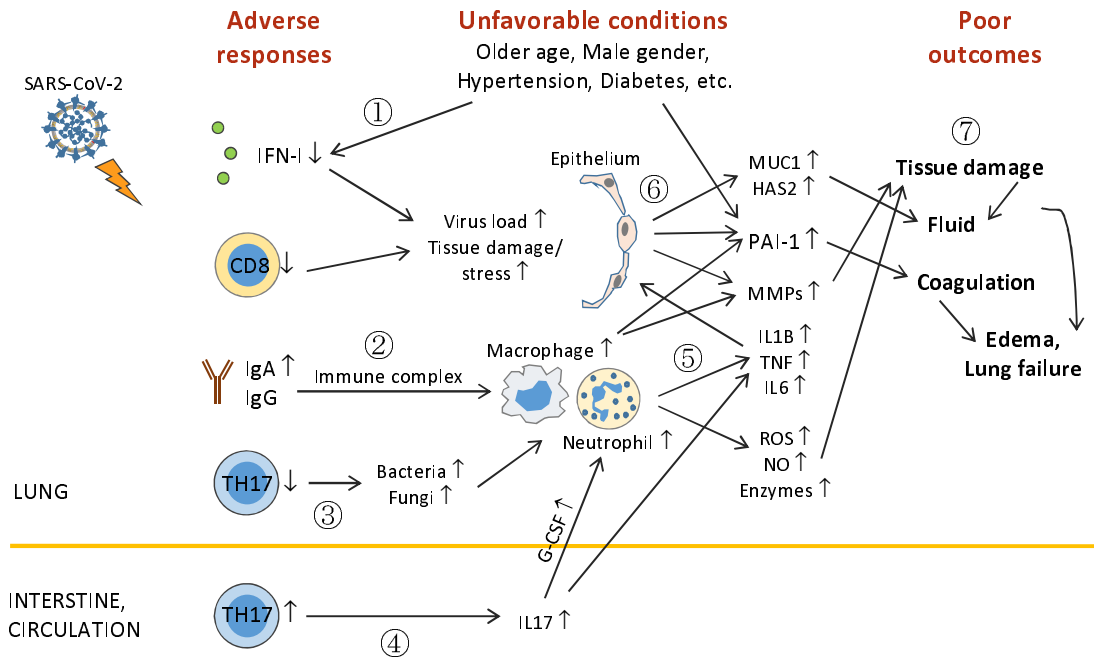 Adverse
responses
Unfavorable conditions
Older age, Male gender,
Hypertension, Diabetes, etc.
Poor
outcomes
SARS-CoV-2
①
IFN-I ↓
Virus load ↑
Tissue damage/
stress ↑
CD8 ↓
Epithelium
⑥
MUC1 ↑
HAS2 ↑
PAI-1 ↑
MMPs ↑
⑦
Tissue damage
Fluid
Coagulation
Edema,
Lung failure
IgA ↑
IgG
②
Immune complex
Macrophage ↑
Neutrophil ↑
⑤
IL1B ↑
TNF ↑
IL6 ↑
ROS ↑
NO ↑
Enzymes ↑
TH17 ↓
③
Bacteria ↑
Fungi ↑
G-CSF ↑
LUNG
INTERSTINE,
CIRCULATION
TH17 ↑
④
IL17 ↑